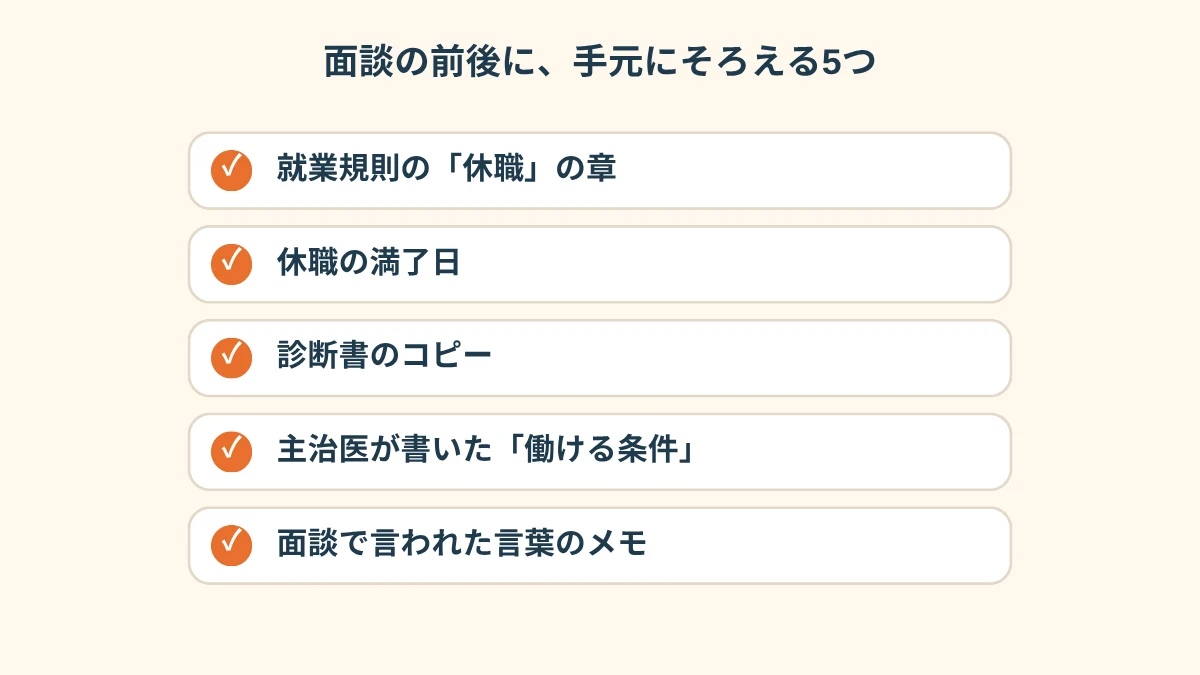 面談の前後に、手元にそろえる5つ
✓ 就業規則の「休職」の章
✓ 休職の満了日
✓ 診断書のコピー
✓ 主治医が書いた「働ける条件」
✓ 面談で言われた言葉のメモ